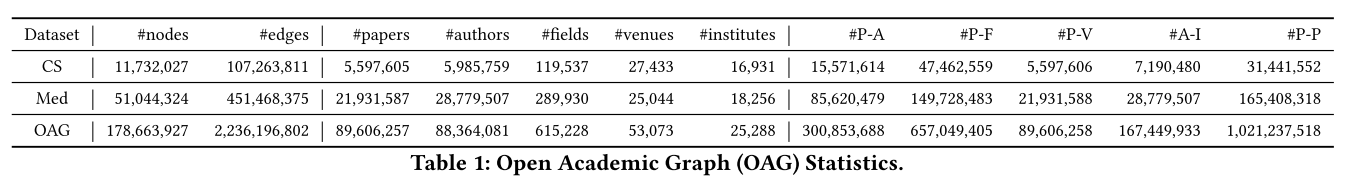 Dataset #nodes #edges #papers #authors #fields #venues #institutes #P-A #P-F #P-V #A-I #P-P
CS 11,732,027 107,263,811 5,597,605 5,985,759 119,537 27,433 16,931 15,571,614 47,462,559 5,597,606 7,190,480 31,441,552
Med 51,044,324 451,468,375 21,931,587 28,779,507 289,930 25,044 18,256 85,620,479 149,728,483 21,931,588 28,779,507 165,408,318
OAG 178,663,927 2,236,196,802 89,606,257 88,364,081 615,228 53,073 25,288 300,853,688 657,049,405 89,606,258 167,449,933 1,021,237,518
Table 1: Open Academic Graph (OAG) Statistics.